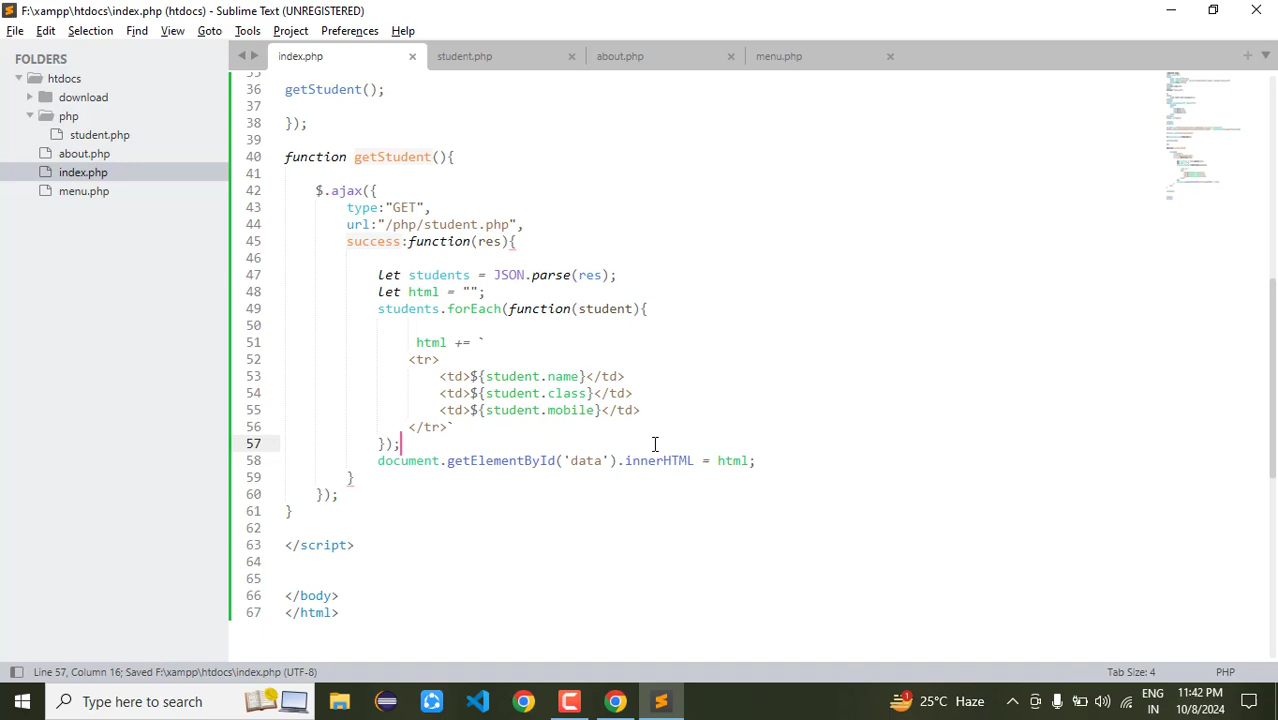 F:\xampp\htdocs\index.php (htdocs) - Sublime Text (UNREGISTERED)
File Edit Selection Find View Goto Tools Project Preferences Help
FOLDERS
htdocs
download
php
student.php
about.php
index.php
menu.php
index.php student.php about.php menu.php
35
36 getStudent();
37
38 });
39
40 function getStudent(){
41
42 $.ajax({
43 type:"GET",
44 url:"/php/student.php",
45 success:function(res){
46
47 let students = JSON.parse(res);
48 let html = "";
49 students.forEach(function(student){
50
51 html += `
52 <tr>
53 <td>${student.name}</td>
54 <td>${student.class}</td>
55 <td>${student.mobile}</td>
56 </tr>`
57 });
58 document.getElementById('data').innerHTML = html;
59 }
60 });
61 }
62
63 </script>
64
65
66 </body>
67 </html>
Line 57, Column 16; Saved F:\xampp\htdocs\index.php (UTF-8)
Tab Size: 4
PHP
Type here to search
1
25°C Haze
ENG
IN
11:42 PM
10/8/2024